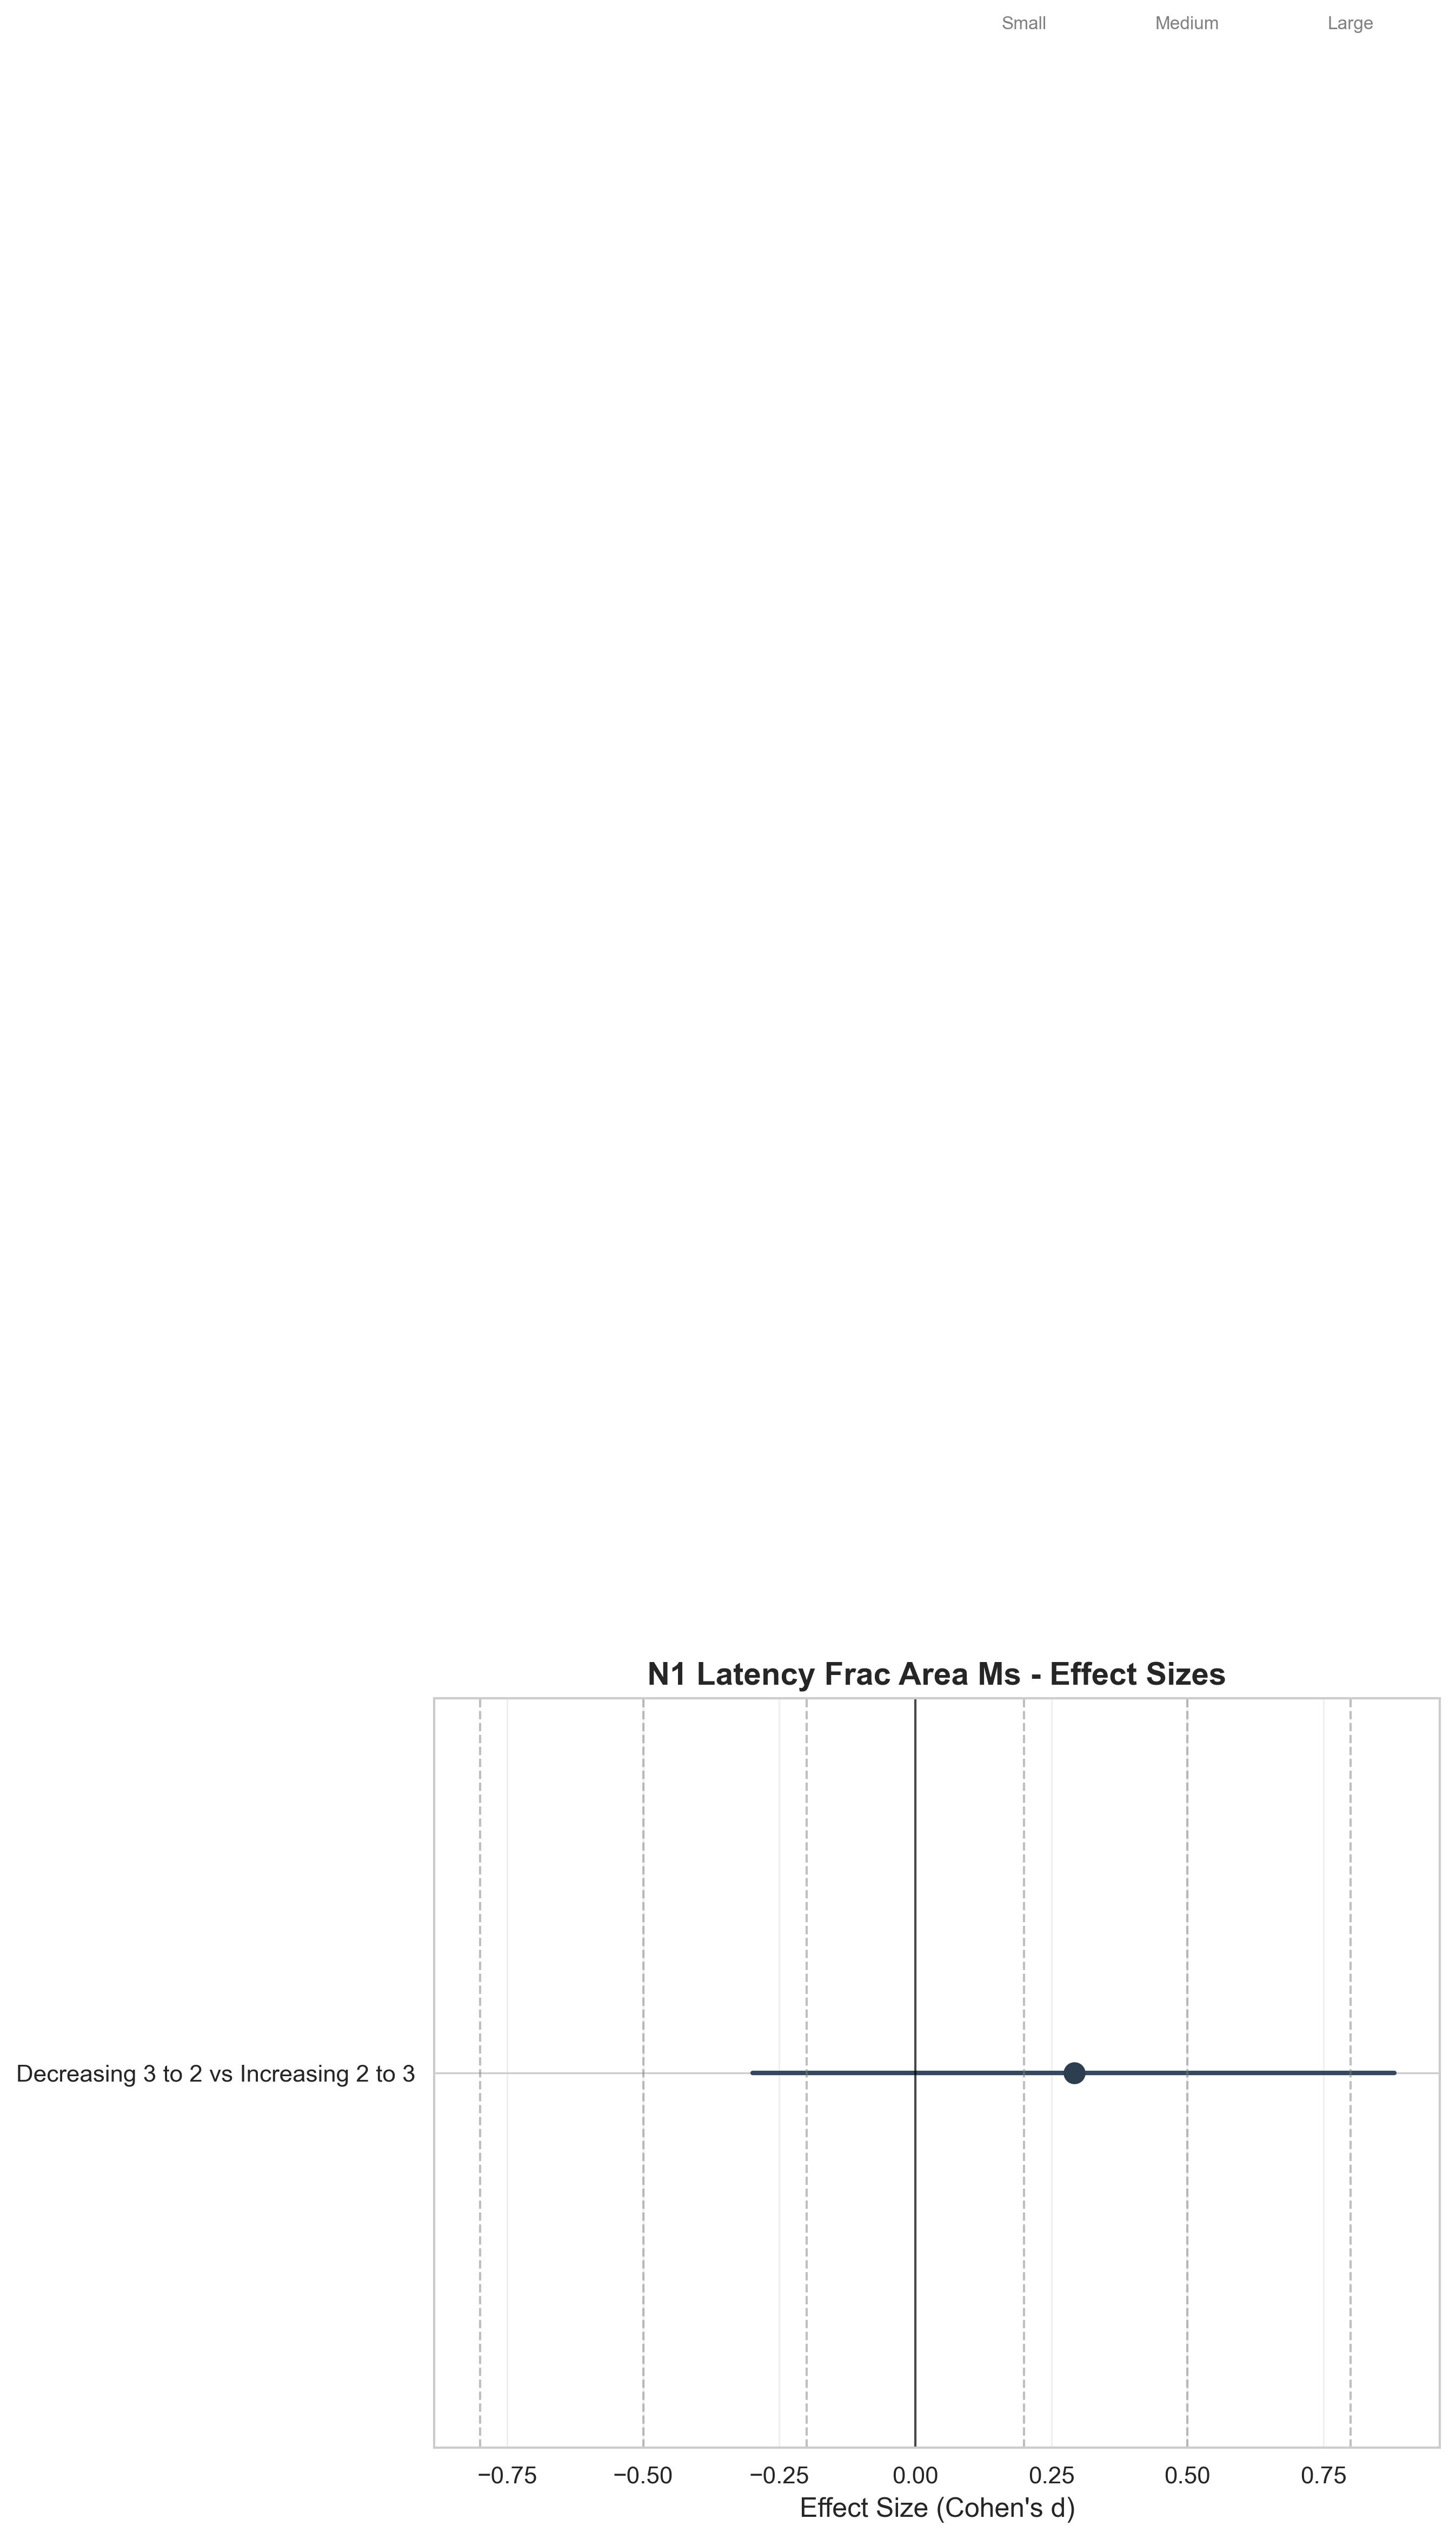 Small Medium Large
N1 Latency Frac Area Ms - Effect Sizes
Decreasing 3 to 2 vs Increasing 2 to 3
−0.75 −0.50 −0.25 0.00 0.25 0.50 0.75
Effect Size (Cohen's d)